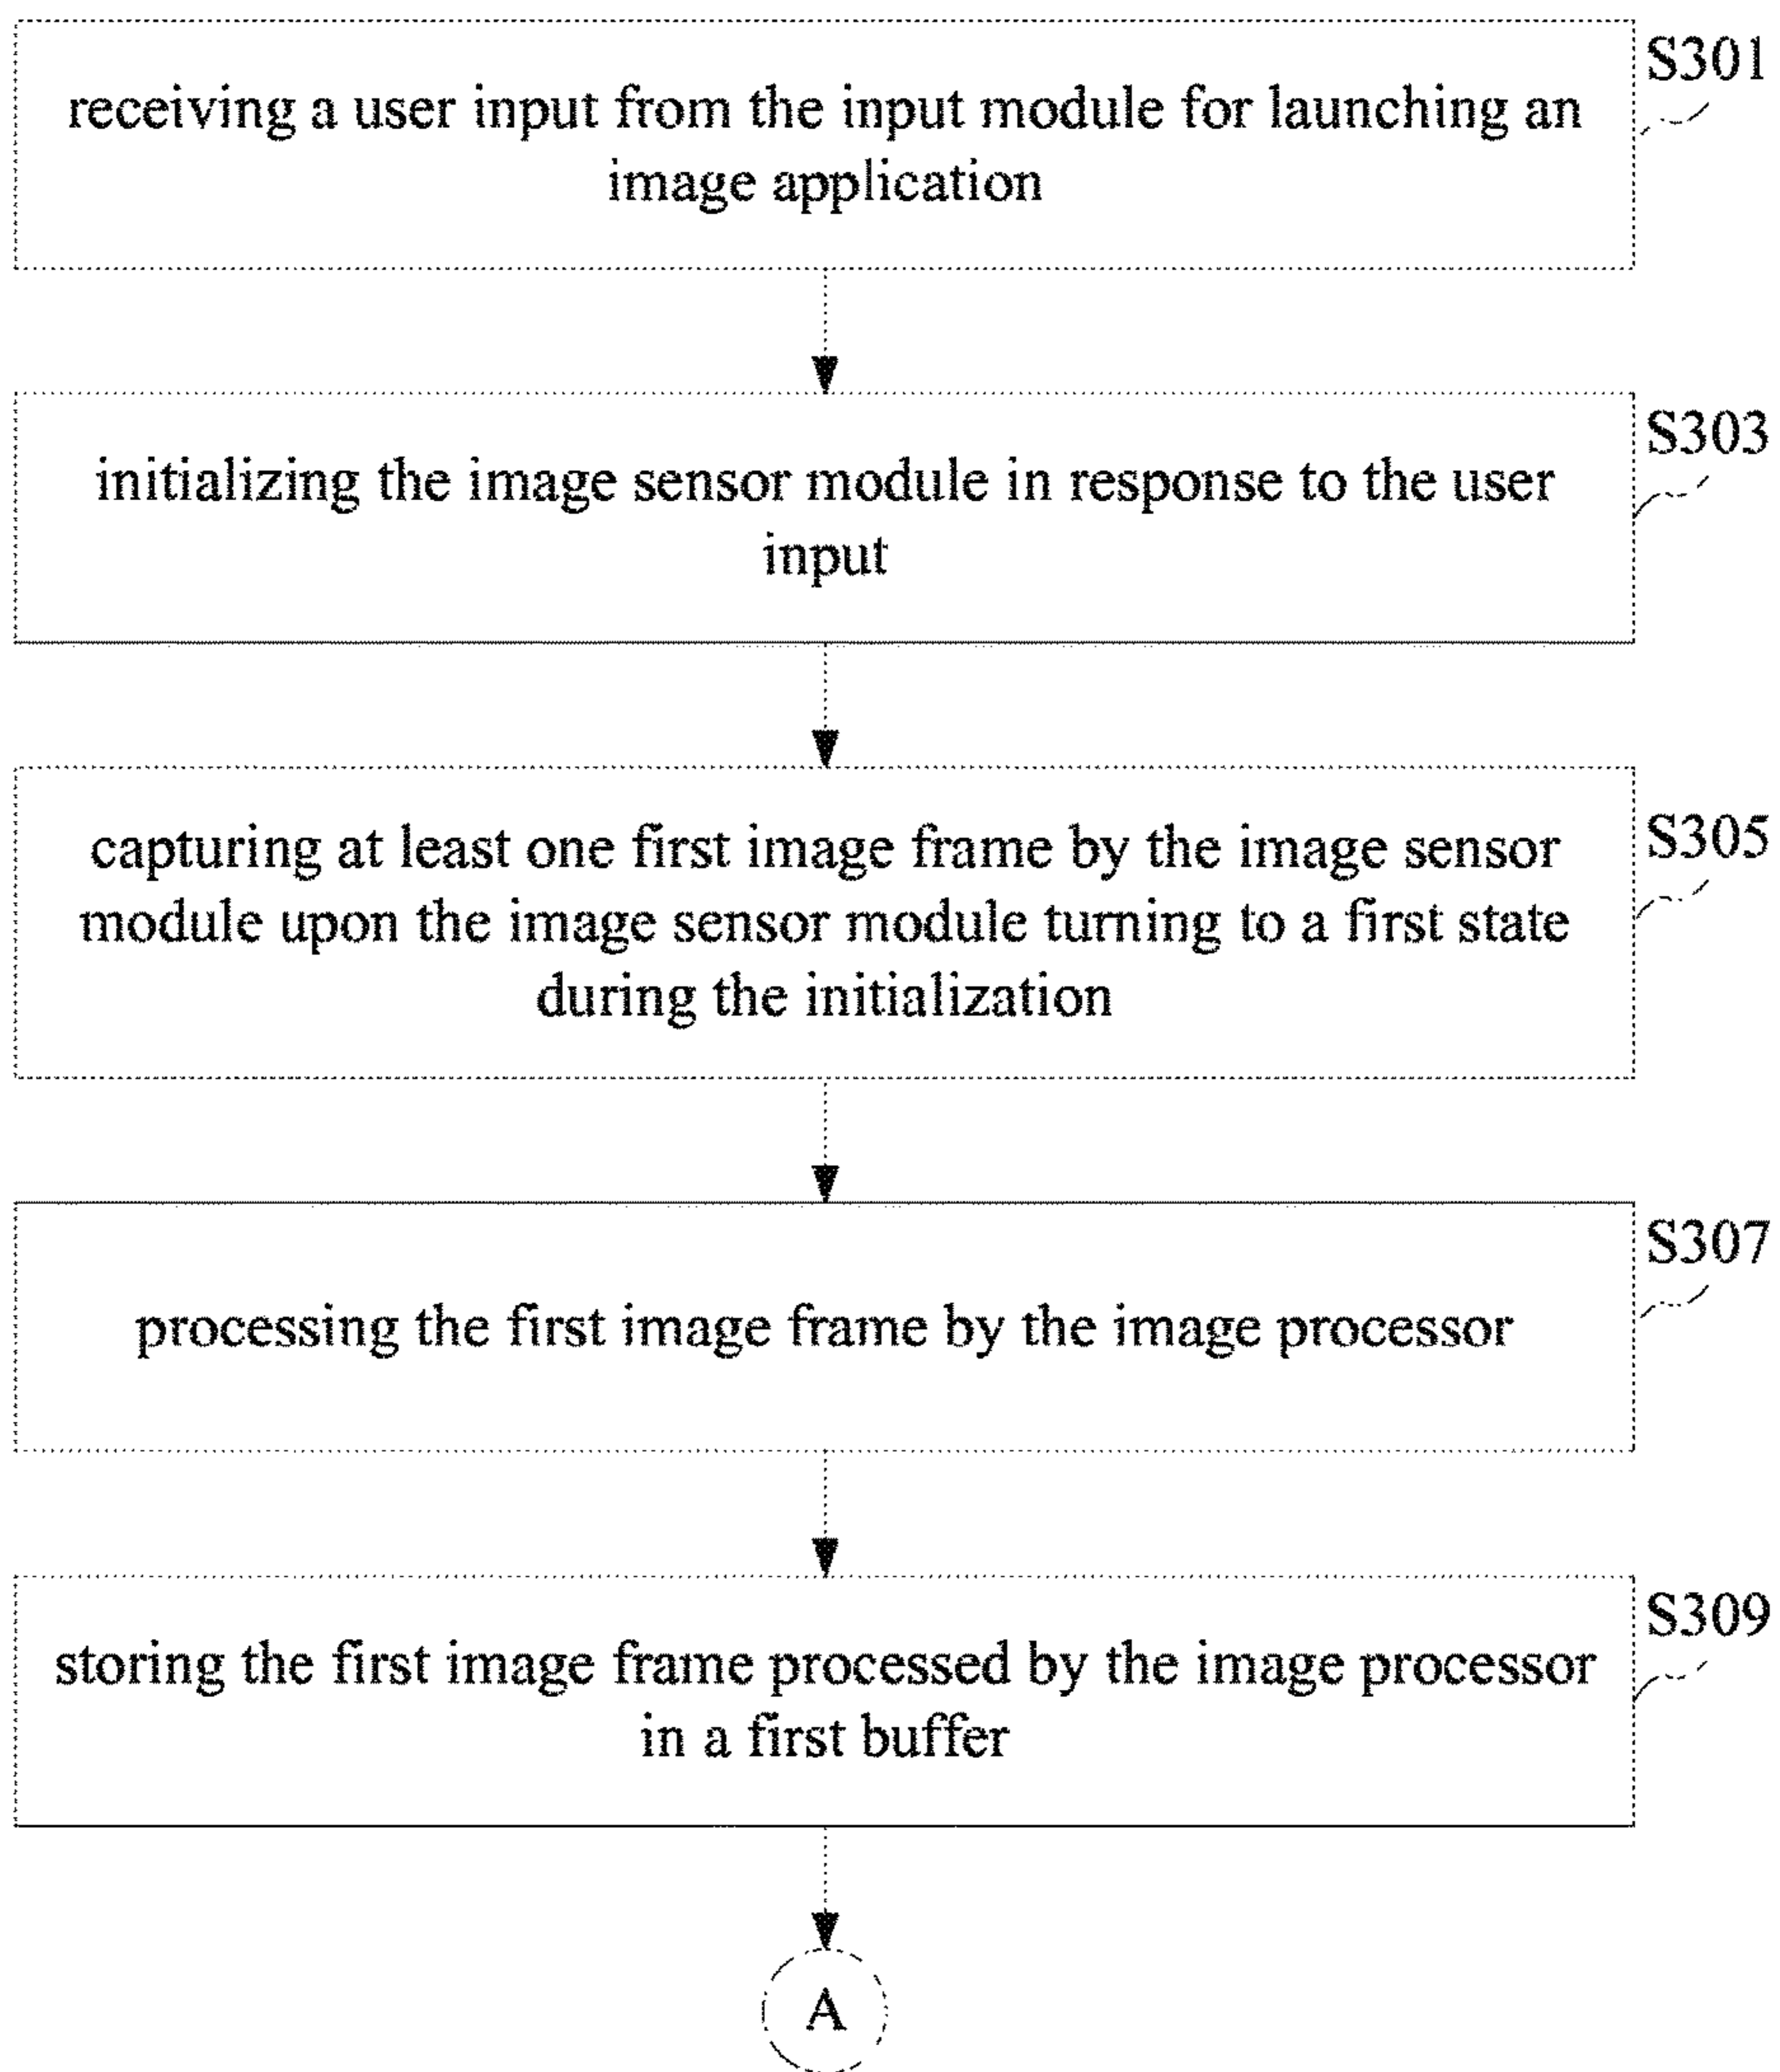 S301
receiving a user input from the input module for launching an
image application
S303
initializing the image sensor module in response to the user
input
S305
capturing at least one first image frame by the image sensor
module upon the image sensor module turning to a first state
during the initialization
S307
processing the first image frame by the image processor
S309
storing the first image frame processed by the image processor
in a first buffer
A